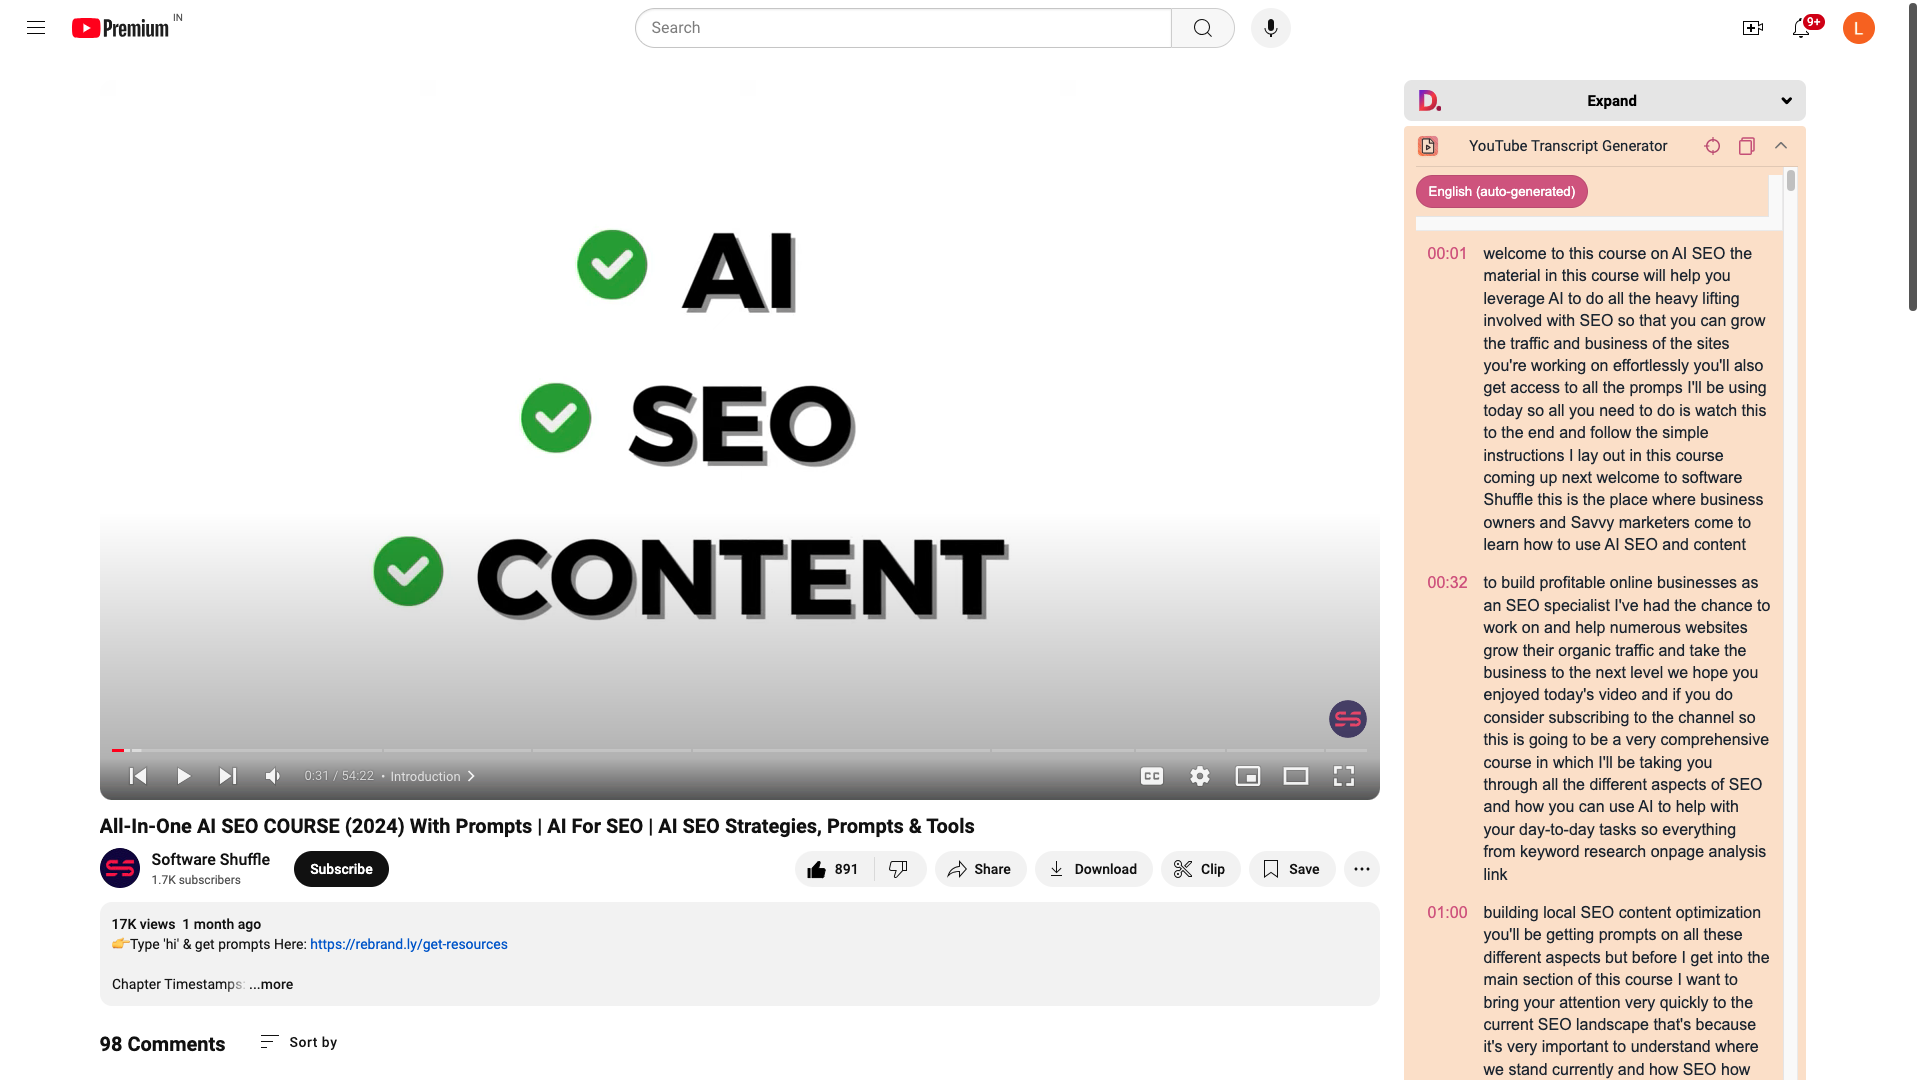 Premium IN
Search
9+
L
AI
SEO
CONTENT
0:31 / 54:22 • Introduction
CC
All-In-One AI SEO COURSE (2024) With Prompts | AI For SEO | AI SEO Strategies, Prompts & Tools
Software Shuffle
1.7K subscribers
Subscribe
891
Share
Download
Clip
Save
17K views 1 month ago
👉Type 'hi' & get prompts Here: https://rebrand.ly/get-resources
Chapter Timestamps: ...more
98 Comments
Sort by
D.
Expand
YouTube Transcript Generator
English (auto-generated)
00:01 welcome to this course on AI SEO the
material in this course will help you
leverage AI to do all the heavy lifting
involved with SEO so that you can grow
the traffic and business of the sites
you're working on effortlessly you'll also
get access to all the promps I'll be using
today so all you need to do is watch this
to the end and follow the simple
instructions I lay out in this course
coming up next welcome to software
Shuffle this is the place where business
owners and Savvy marketers come to
learn how to use AI SEO and content
00:32 to build profitable online businesses as
an SEO specialist I've had the chance to
work on and help numerous websites
grow their organic traffic and take the
business to the next level we hope you
enjoyed today's video and if you do
consider subscribing to the channel so
this is going to be a very comprehensive
course in which I'll be taking you
through all the different aspects of SEO
and how you can use AI to help with
your day-to-day tasks so everything
from keyword research onpage analysis
link
01:00 building local SEO content optimization
you'll be getting prompts on all these
different aspects but before I get into the
main section of this course I want to
bring your attention very quickly to the
current SEO landscape that's because
it's very important to understand where
we stand currently and how SEO how